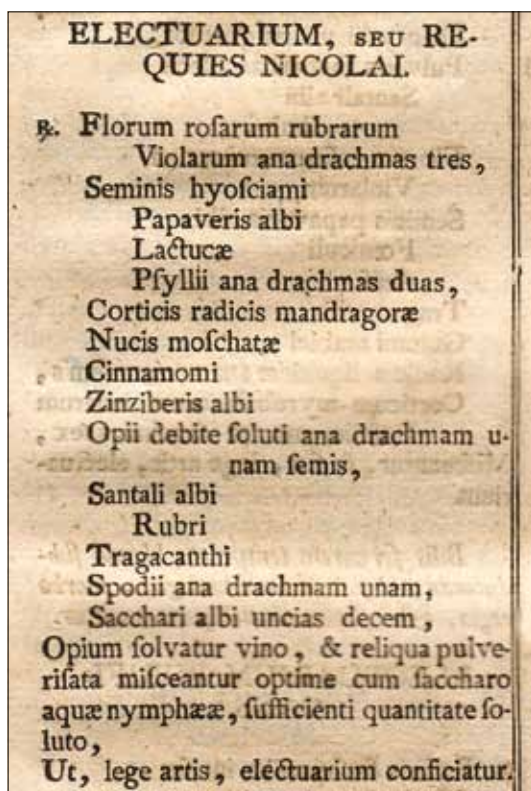 ELECTUARIUM, SEU RE-
QUIES NICOLAI.
℞. Florum roſarum rubrarum
Violarum ana drachmas tres,
Seminis hyoſciami
Papaveris albi
Lactucæ
Pſyllii ana drachmas duas,
Corticis radicis mandragoræ
Nucis moſchatæ
Cinnamomi
Zinziberis albi
Opii debite ſoluti ana drachmam u-
nam ſemis,
Santali albi
Rubri
Tragacanthi
Spodii ana drachmam unam,
Sacchari albi uncias decem,
Opium ſolvatur vino, & reliqua pulve-
riſata miſceantur optime cum ſaccharo
aquæ nymphææ, ſufficienti quantitate ſo-
luto,
Ut, lege artis, electuarium conficiatur.